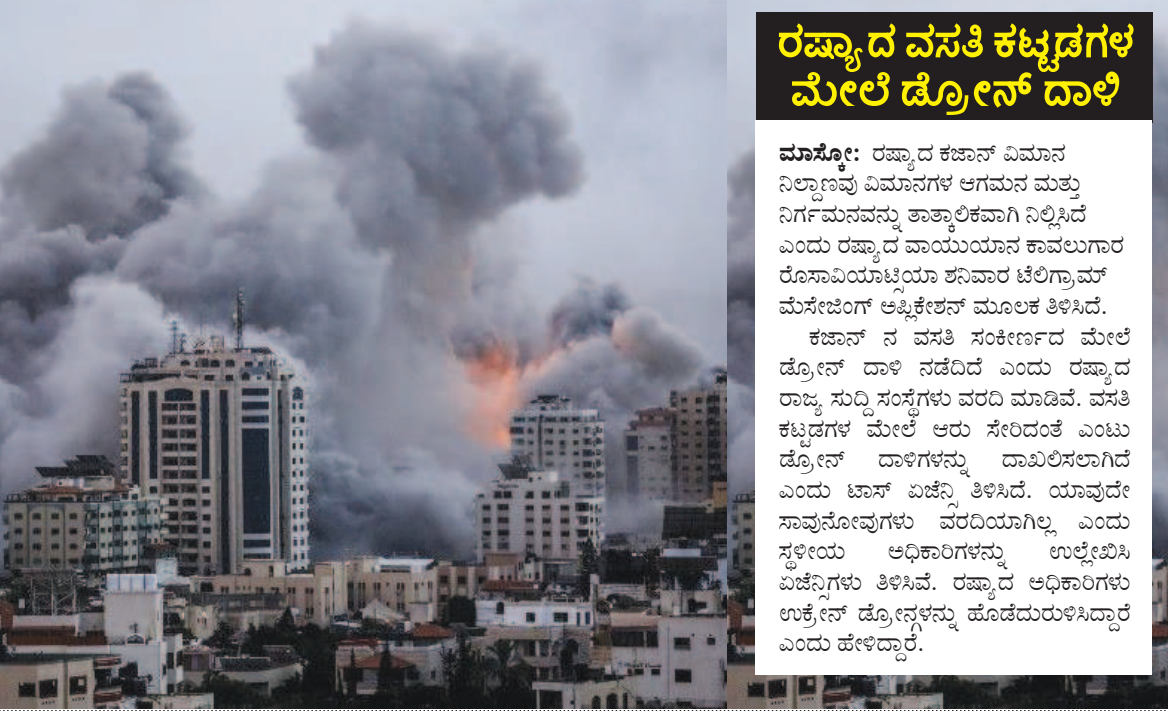 ರಷ್ಯಾದ ವಸತಿ ಕಟ್ಟಡಗಳ
ಮೇಲೆ ಡ್ರೋನ್ ದಾಳಿ
ಮಾಸ್ಕೋ: ರಷ್ಯಾದ ಕಜಾನ್ ವಿಮಾನ
ನಿಲ್ದಾಣವು ವಿಮಾನಗಳ ಆಗಮನ ಮತ್ತು
ನಿರ್ಗಮನವನ್ನು ತಾತ್ಕಾಲಿಕವಾಗಿ ನಿಲ್ಲಿಸಿದೆ
ಎಂದು ರಷ್ಯಾದ ವಾಯುಯಾನ ಕಾವಲುಗಾರ
ರೊಸಾವಿಯಾಟ್ಸಿಯಾ ಶನಿವಾರ ಟೆಲಿಗ್ರಾಮ್
ಮೆಸೇಜಿಂಗ್ ಅಪ್ಲಿಕೇಶನ್ ಮೂಲಕ ತಿಳಿಸಿದೆ.
ಕಜಾನ್ ನ ವಸತಿ ಸಂಕೀರ್ಣದ ಮೇಲೆ
ಡ್ರೋನ್ ದಾಳಿ ನಡೆದಿದೆ ಎಂದು ರಷ್ಯಾದ
ರಾಜ್ಯ ಸುದ್ದಿ ಸಂಸ್ಥೆಗಳು ವರದಿ ಮಾಡಿವೆ. ವಸತಿ
ಕಟ್ಟಡಗಳ ಮೇಲೆ ಆರು ಸೇರಿದಂತೆ ಎಂಟು
ಡ್ರೋನ್ ದಾಳಿಗಳನ್ನು ದಾಖಲಿಸಲಾಗಿದೆ
ಎಂದು ಟಾಸ್ ಏಜೆನ್ಸಿ ತಿಳಿಸಿದೆ. ಯಾವುದೇ
ಸಾವುನೋವುಗಳು ವರದಿಯಾಗಿಲ್ಲ ಎಂದು
ಸ್ಥಳೀಯ ಅಧಿಕಾರಿಗಳನ್ನು ಉಲ್ಲೇಖಿಸಿ
ಏಜೆನ್ಸಿಗಳು ತಿಳಿಸಿವೆ. ರಷ್ಯಾದ ಅಧಿಕಾರಿಗಳು
ಉಕ್ರೇನ್ ಡ್ರೋನ್ಗಳನ್ನು ಹೊಡೆದುರುಳಿಸಿದ್ದಾರೆ
ಎಂದು ಹೇಳಿದ್ದಾರೆ.